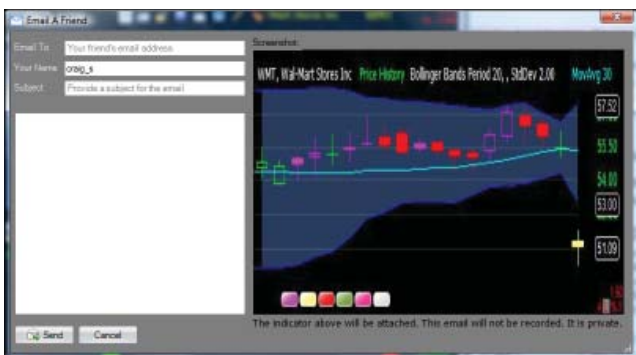 Email A Friend
Email To
Your friend's email address
Your Name
craig_s
Subject
Provide a subject for the email
Screenshot:
WMT, Wal-Mart Stores Inc Price History Bollinger Bands Period 20, , StdDev 2.00 MovAvg 30
57.52
55.50
54.00
53.00
51.09
The indicator above will be attached. This email will not be recorded. It is private.
Send
Cancel